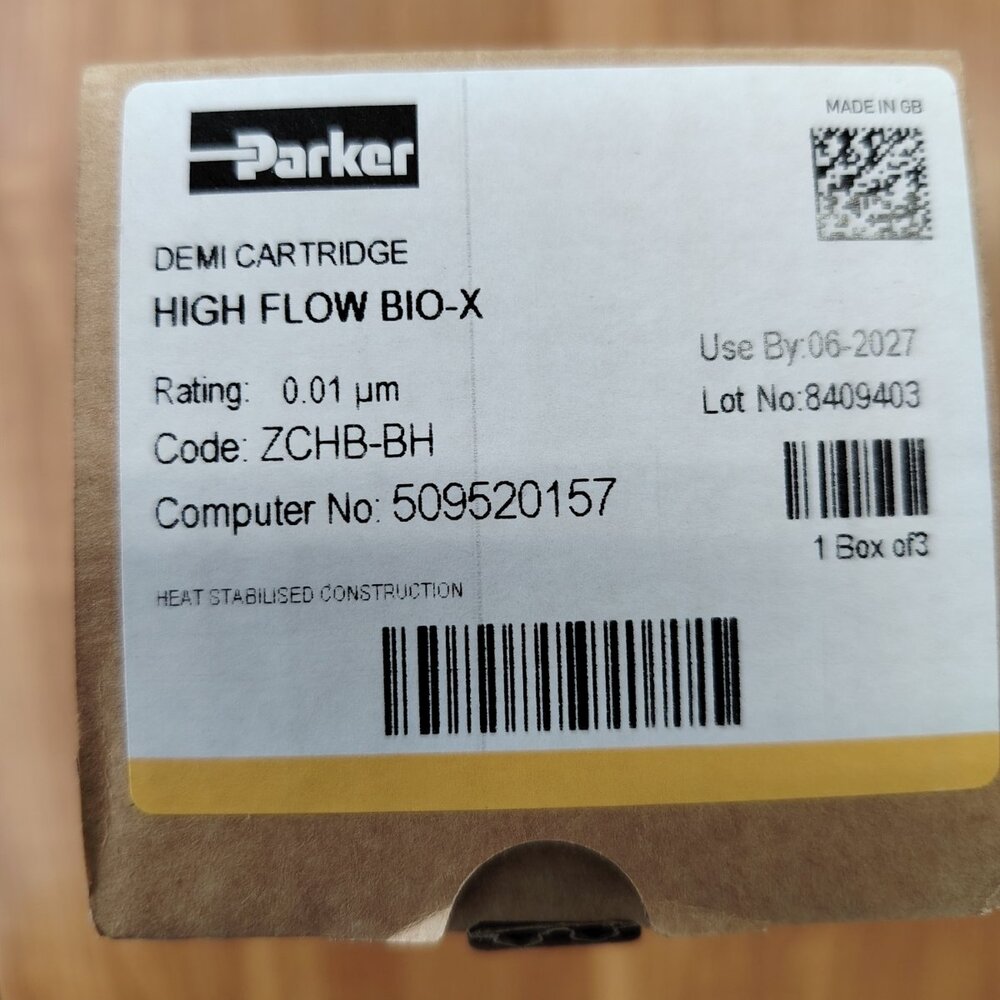 Parker
MADE IN GB
DEMI CARTRIDGE
HIGH FLOW BIO-X
Use By:06-2027
Rating: 0.01 µm
Lot No:8409403
Code: ZCHB-BH
Computer No: 509520157
1 Box of3
HEAT STABILISED CONSTRUCTION